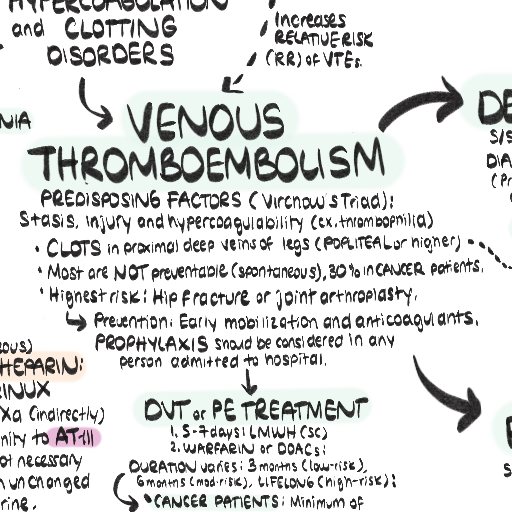 HYPERCOAGULATION
and CLOTTING
DISORDERS
Increases
RELATIVE RISK
(RR) of VTEs.
VENOUS
THROMBOEMBOLISM
PREDISPOSING FACTORS (Virchow's Triad):
Stasis, injury and hypercoagulability (ex. thrombophilia)
• CLOTS in proximal deep veins of legs (POPLITEAL or higher)
• Most are NOT preventable (spontaneous), 30% in CANCER patients.
• Highest risk: Hip fracture or joint arthroplasty.
Prevention: Early mobilization and anticoagulants.
PROPHYLAXIS should be considered in any
person admitted to hospital.
DVT or PE TREATMENT
1. 5-7 days: LMWH (SC)
2. WARFARIN or DOACs:
DURATION varies: 3 months (low-risk),
6 months (mod-risk), LIFELONG (high-risk):
• CANCER PATIENTS: Minimum of
NIA
HEPARIN:
RINUX
Xa (indirectly)
nity to AT-III
ot necessary
n unchanged
rine.
DE
S/S
DIA
(Pr